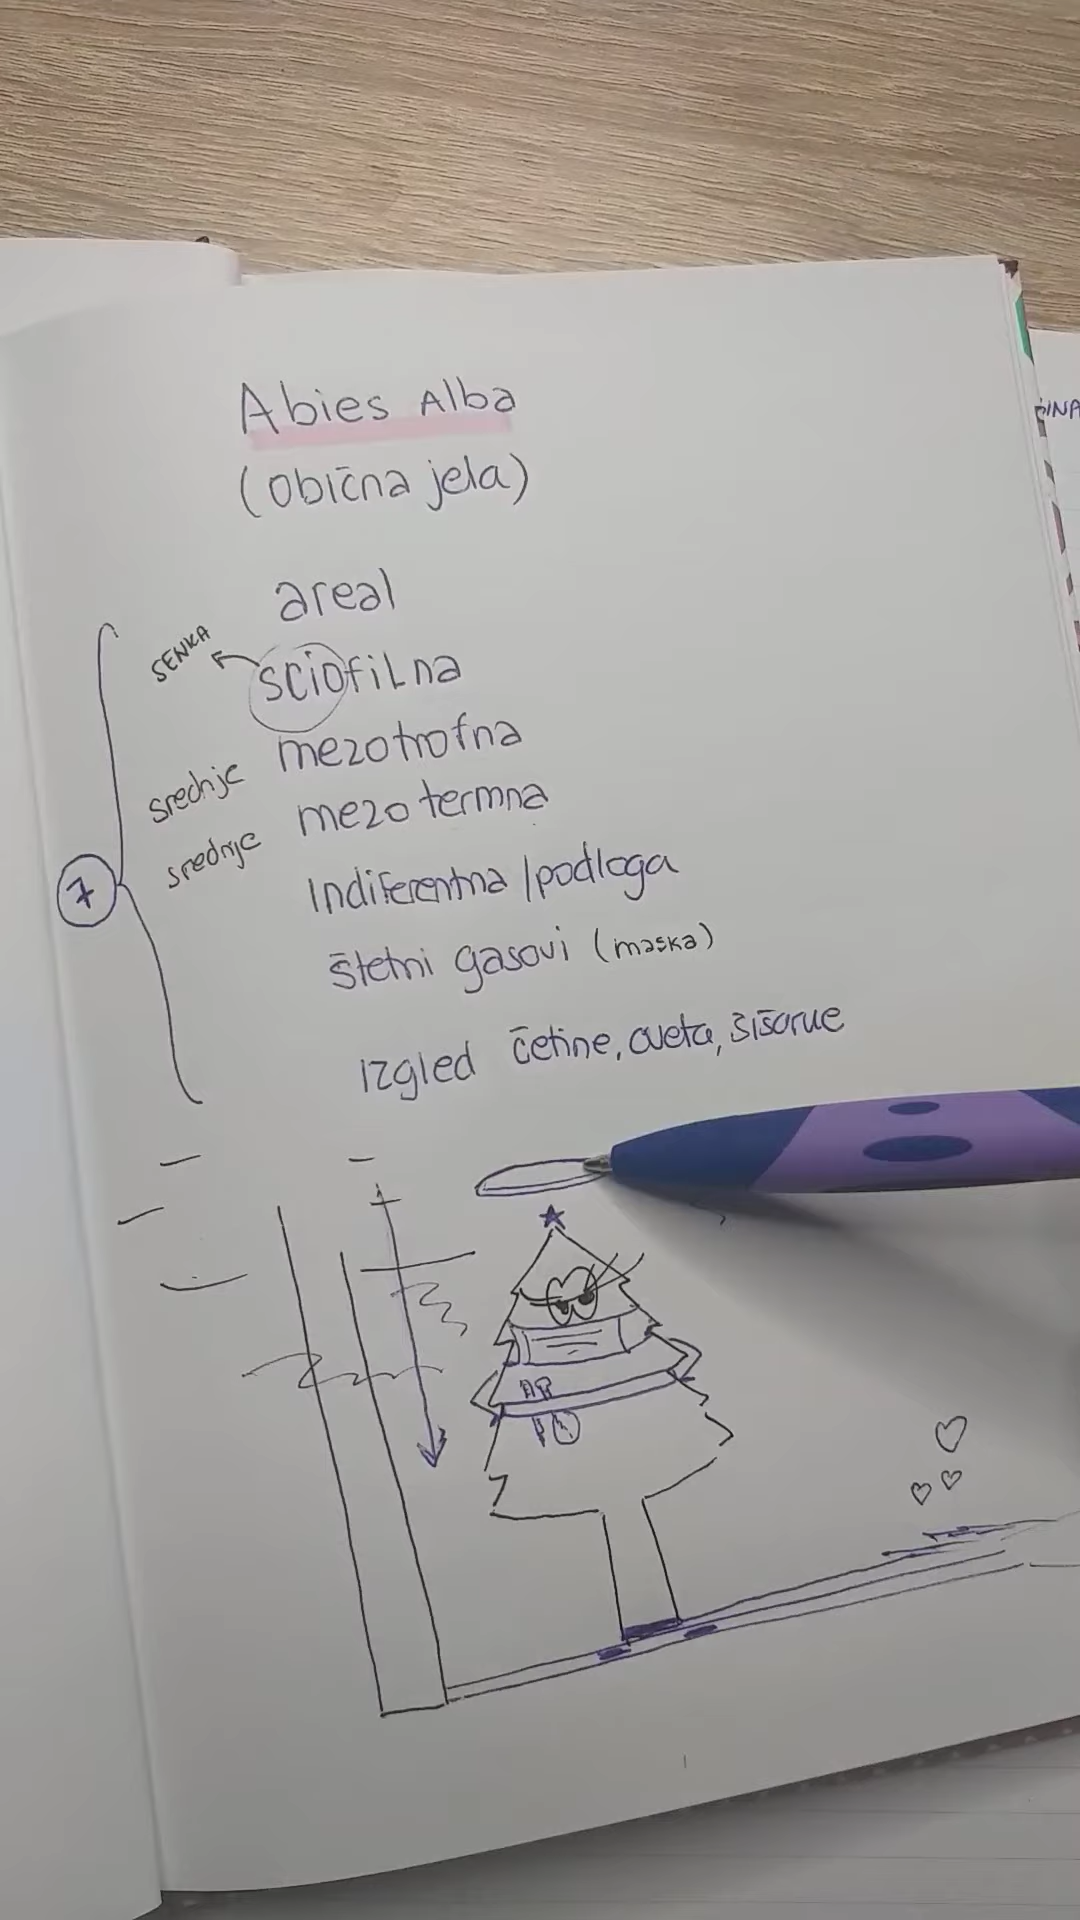 Abies Alba
(Obična jela)
areal
SENKA
sciofilna
srednje mezotrofna
srednje mezotermna
7
Indiferentna /podloga
štetni gasovi (maska)
izgled četine, cveta, šišarve